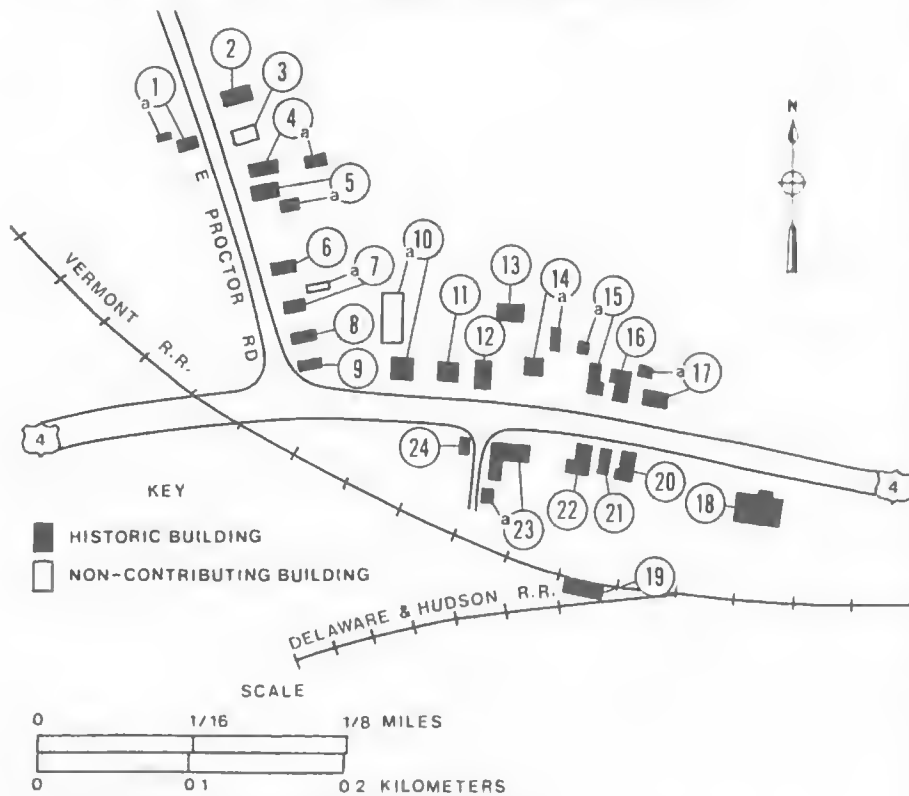 2
1
a
3
4
a
N
5
a
E PROCTOR RD
VERMONT R.R.
6
a 7
a 10
13
14
a
15
a
11
12
16
8
a 17
9
4
24
4
KEY
22
21
20
18
a 23
HISTORIC BUILDING
NON-CONTRIBUTING BUILDING
19
DELAWARE & HUDSON R.R.
SCALE
0 1/16 1/8 MILES
0 0.1 0.2 KILOMETERS